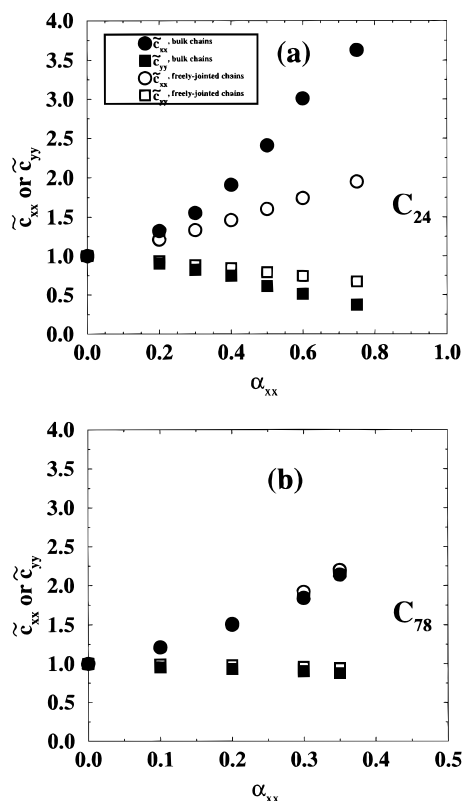 (a)
c̃xx, bulk chains
c̃yy, bulk chains
c̃xx, freely-jointed chains
c̃yy, freely-jointed chains
4.0
3.5
3.0
2.5
2.0
1.5
1.0
0.5
0.0
c̃xx or c̃yy
C24
0.0 0.2 0.4 0.6 0.8 1.0
αxx
(b)
4.0
3.5
3.0
2.5
2.0
1.5
1.0
0.5
0.0
c̃xx or c̃yy
C78
0.0 0.1 0.2 0.3 0.4 0.5
αxx